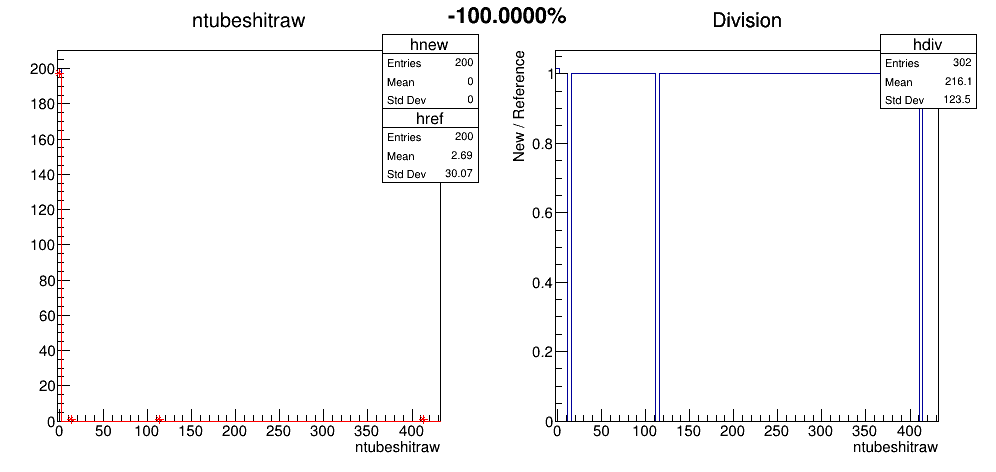 -100.0000%
ntubeshitraw
hnew
Entries 200
Mean 0
Std Dev 0
href
Entries 200
Mean 2.69
Std Dev 30.07
200
180
160
140
120
100
80
60
40
20
0
0 50 100 150 200 250 300 350 400
ntubeshitraw
Division
hdiv
Entries 302
Mean 216.1
Std Dev 123.5
New / Reference
1
0.8
0.6
0.4
0.2
0
0 50 100 150 200 250 300 350 400
ntubeshitraw